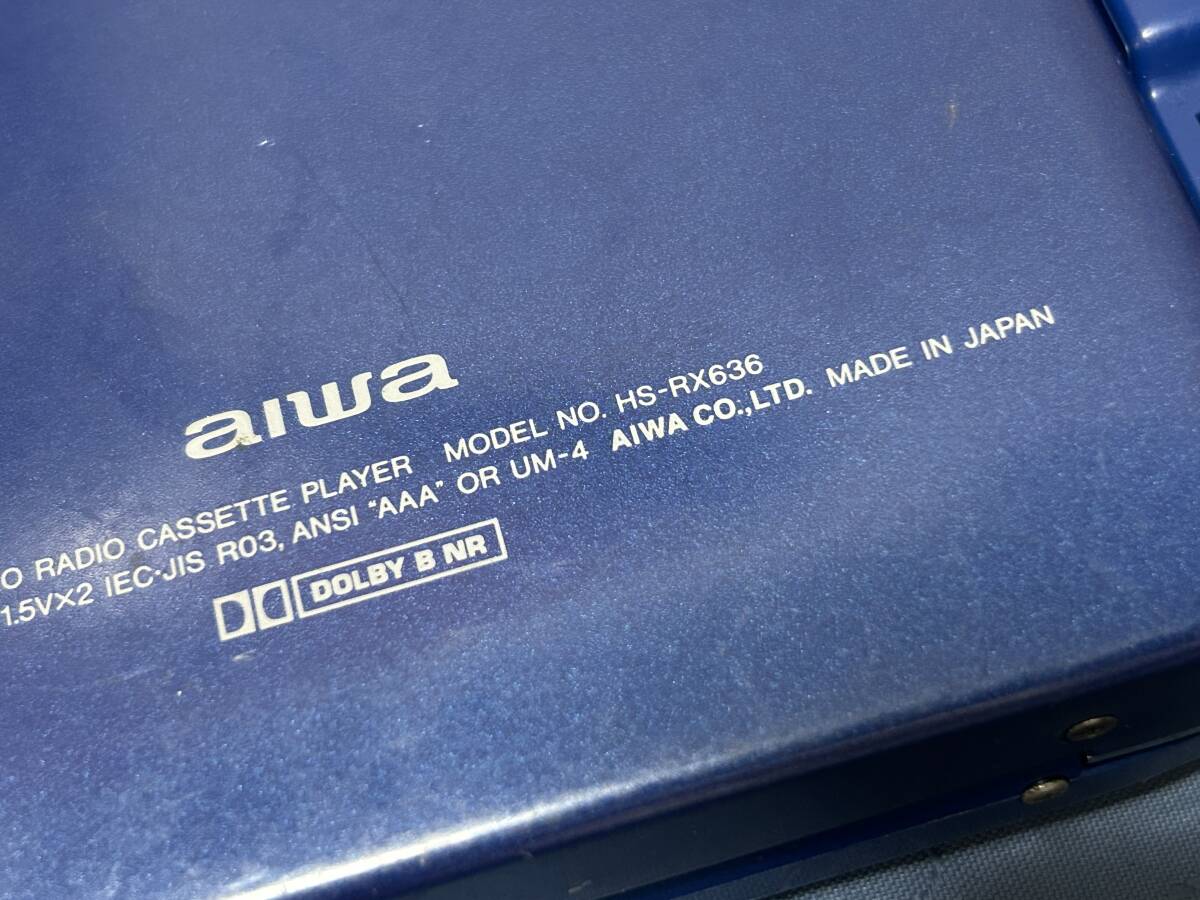 aiwa
O RADIO CASSETTE PLAYER MODEL NO. HS-RX636
1.5V×2 IEC·JIS R03, ANSI "AAA" OR UM-4 AIWA CO.,LTD. MADE IN JAPAN
DOLBY B NR